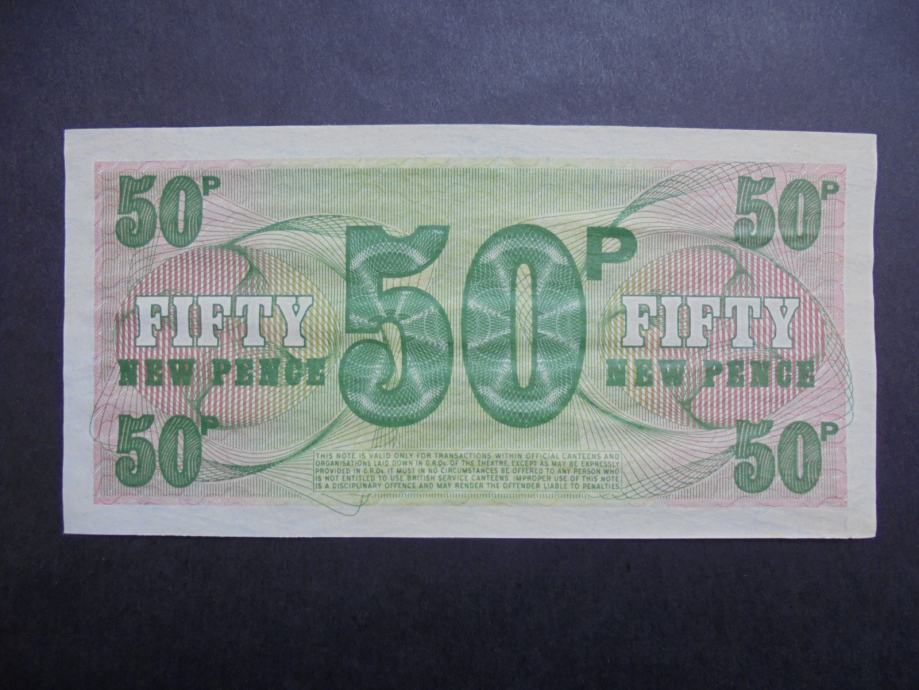 50P 50P
50P
FIFTY FIFTY
NEW PENCE NEW PENCE
50P 50P
THIS NOTE IS VALID ONLY FOR TRANSACTIONS WITHIN OFFICIAL CANTEENS AND
ORGANISATIONS LAID DOWN IN G.R.Os. OF THE THEATRE, EXCEPT AS MAY BE EXPRESSLY
PROVIDED IN G.R.Os. IT MUST IN NO CIRCUMSTANCES BE OFFERED TO ANY PERSON WHO
IS NOT ENTITLED TO USE BRITISH SERVICE CANTEENS. IMPROPER USE OF THIS NOTE
IS A DISCIPLINARY OFFENCE AND MAY RENDER THE OFFENDER LIABLE TO PENALTIES.